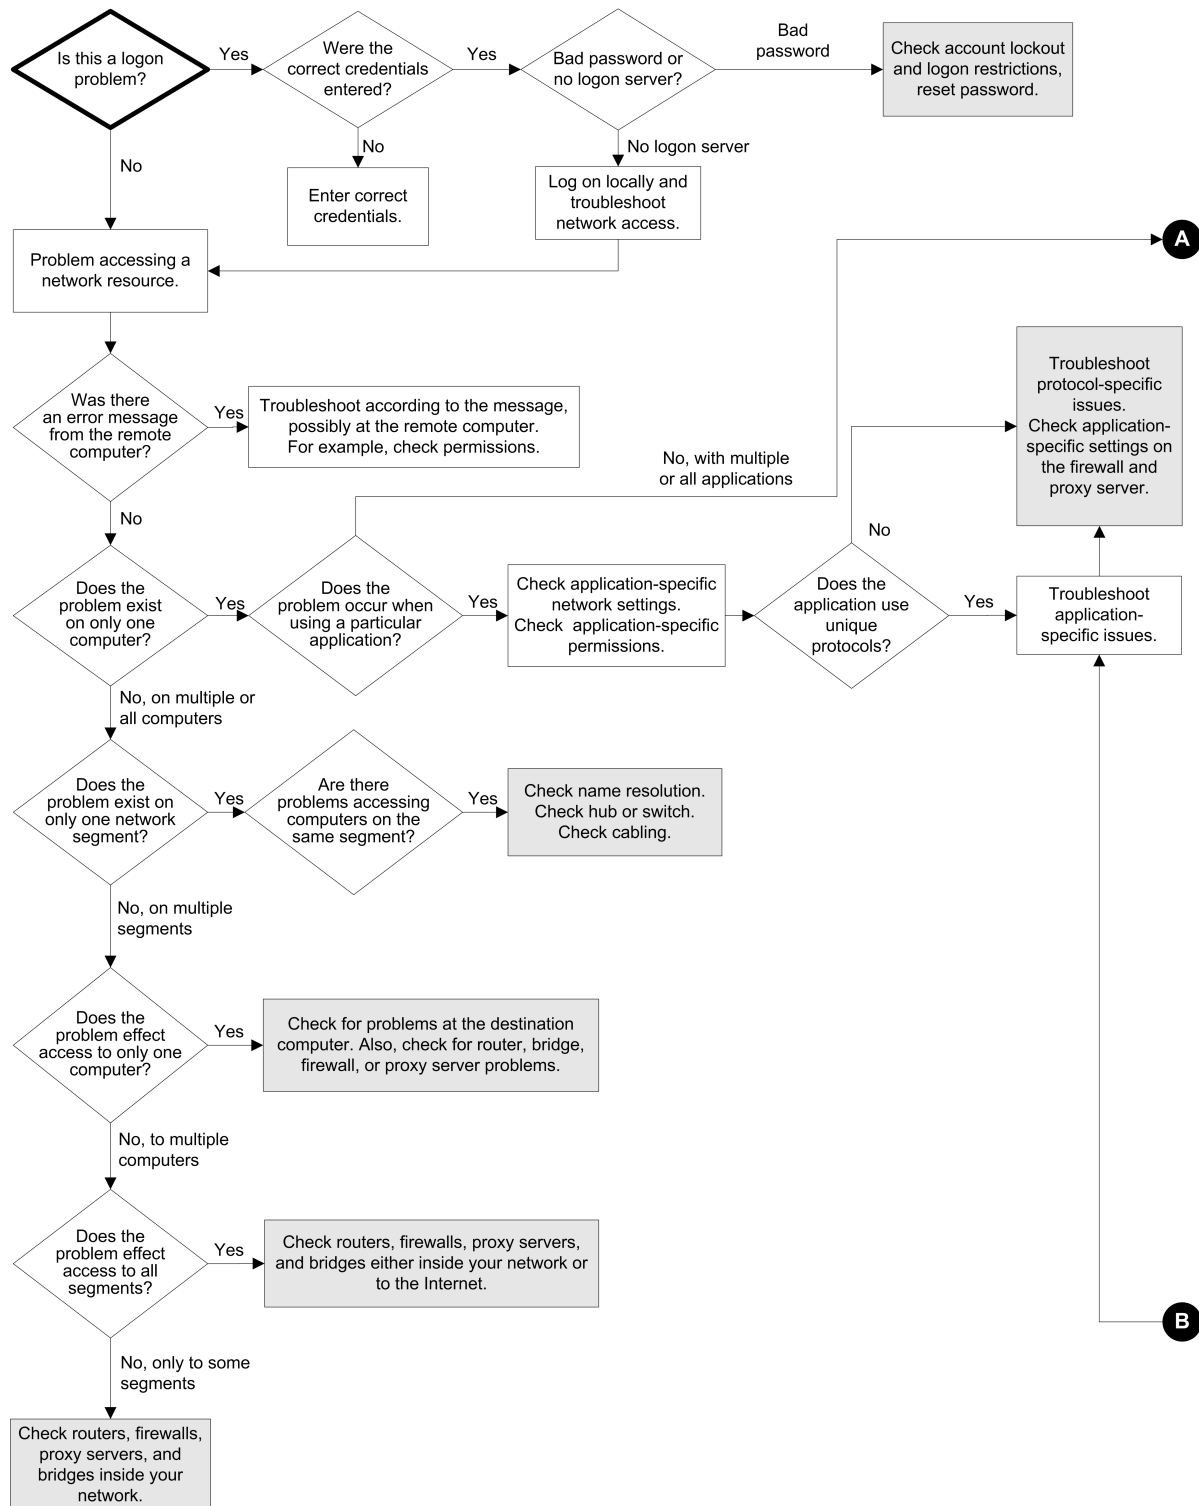 Is this a logon
problem?
Yes
Were the
correct credentials
entered?
Yes
Bad password or
no logon server?
Bad
password
Check account lockout
and logon restrictions,
reset password.
No
No
Enter correct
credentials.
No logon server
Log on locally and
troubleshoot
network access.
A
Problem accessing a
network resource.
Was there
an error message
from the remote
computer?
Yes
Troubleshoot according to the message,
possibly at the remote computer.
For example, check permissions.
No, with multiple
or all applications
Troubleshoot
protocol-specific
issues.
Check application-
specific settings on
the firewall and
proxy server.
No
No
Does the
problem exist
on only one
computer?
Yes
Does the
problem occur when
using a particular
application?
Yes
Check application-specific
network settings.
Check application-specific
permissions.
Does the
application use
unique
protocols?
Yes
Troubleshoot
application-
specific issues.
No, on multiple or
all computers
Does the
problem exist on
only one network
segment?
Yes
Are there
problems accessing
computers on the
same segment?
Yes
Check name resolution.
Check hub or switch.
Check cabling.
No, on multiple
segments
Does the
problem effect
access to only one
computer?
Yes
Check for problems at the destination
computer. Also, check for router, bridge,
firewall, or proxy server problems.
No, to multiple
computers
Does the
problem effect
access to all
segments?
Yes
Check routers, firewalls, proxy servers,
and bridges either inside your network or
to the Internet.
B
No, only to some
segments
Check routers, firewalls,
proxy servers, and
bridges inside your
network.